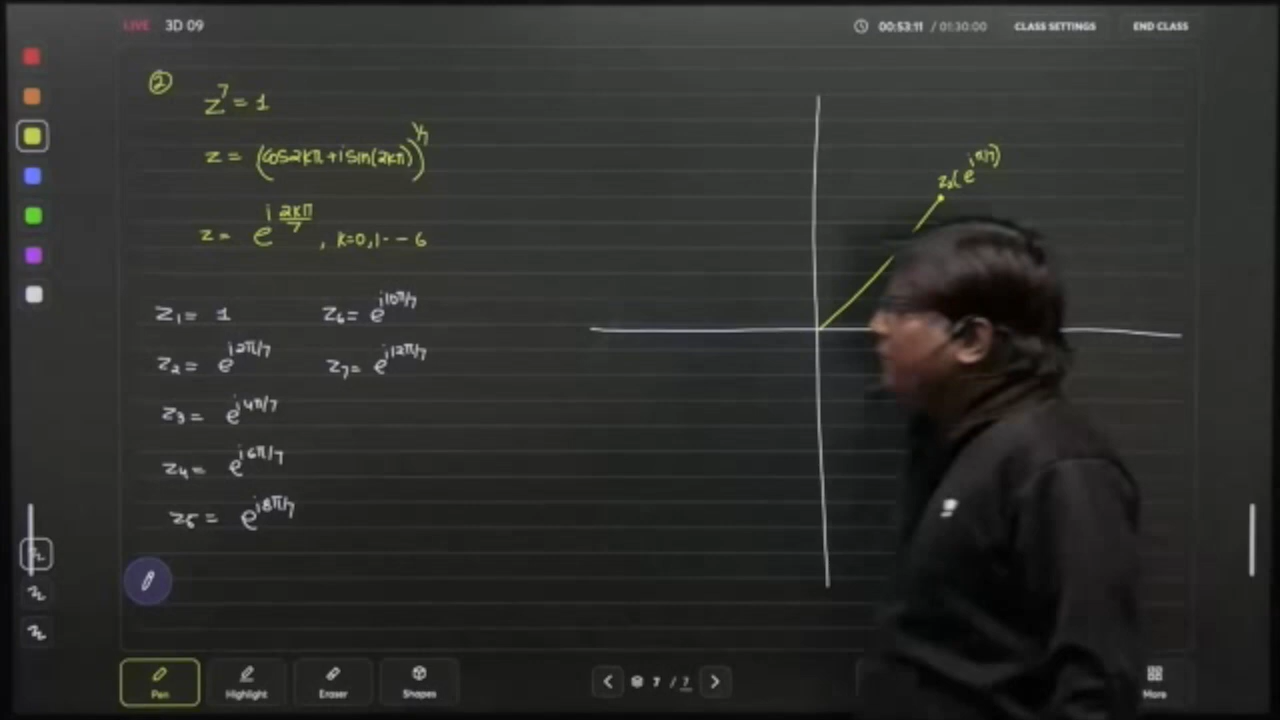 LIVE 3D 09 00:53:11 / 01:30:00 CLASS SETTINGS END CLASS
②
z⁷ = 1
z = (cos2kπ + i sin(2kπ))^(1/7)
z = e^(i 2kπ/7) , k=0,1 - - 6
z₁ = 1 z₆ = e^(i10π/7)
z₂ = e^(i2π/7) z₇ = e^(i12π/7)
z₃ = e^(i4π/7)
z₄ = e^(i6π/7)
z₅ = e^(i8π/7)
z₂(e^(iπ/7))
Pen Highlight Eraser Shapes 7 / 7 More